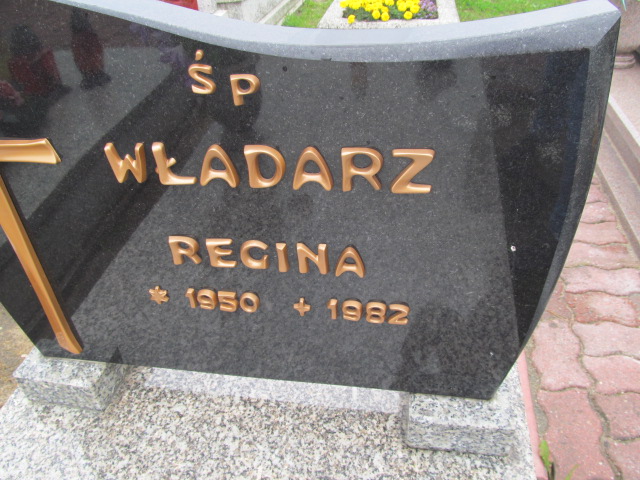 ŚP
WŁADARZ
REGINA
* 1950 + 1982